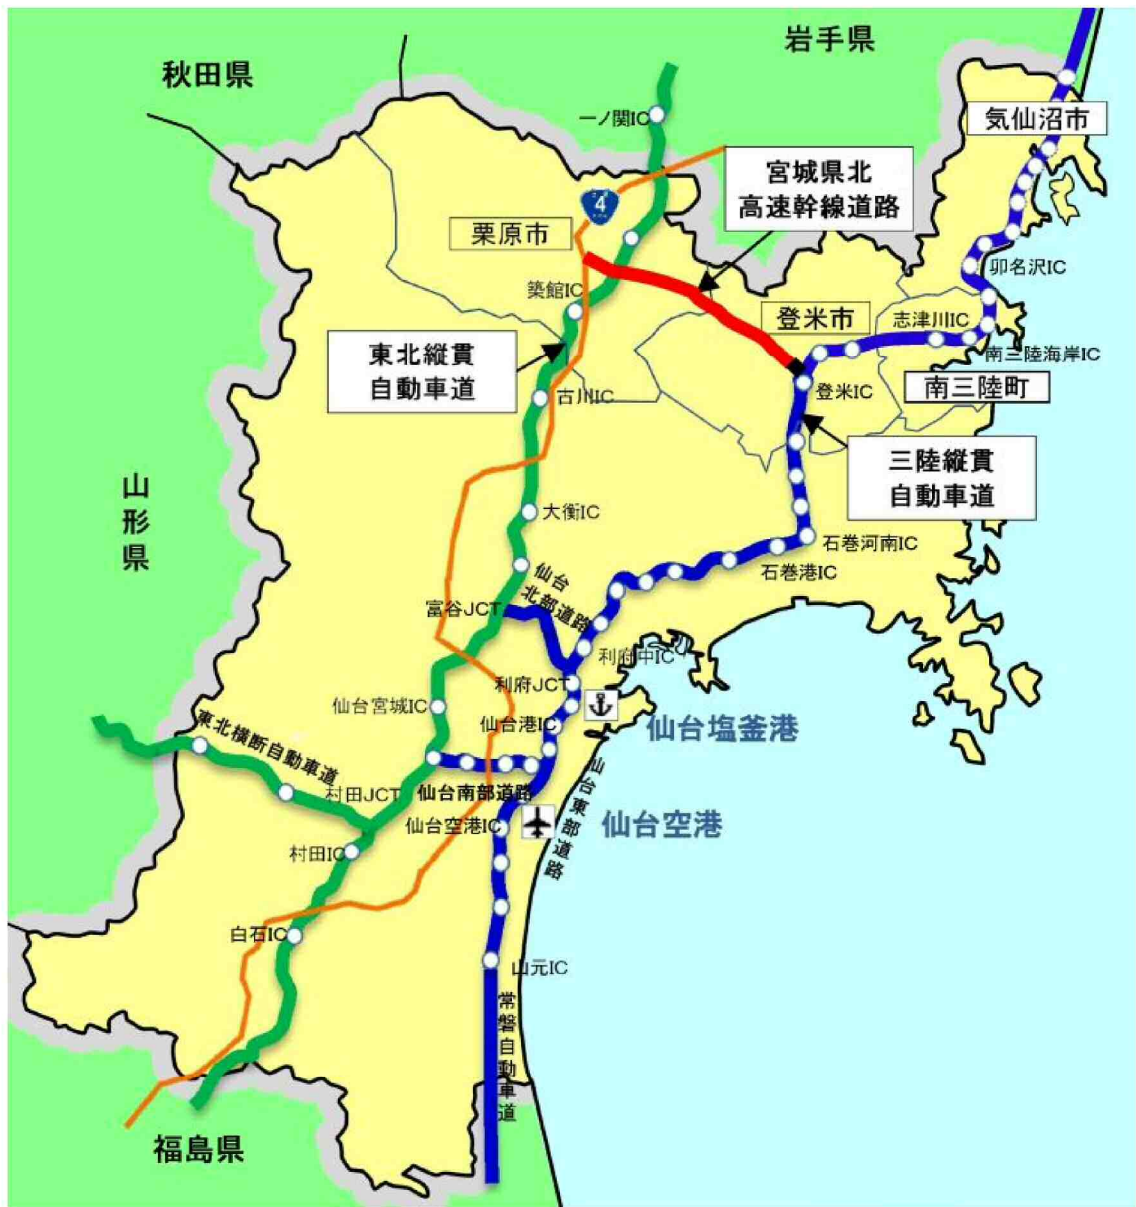 岩手県
秋田県
一ノ関IC
気仙沼市
宮城県北
高速幹線道路
4
栗原市
卯名沢IC
築館IC
登米市
志津川IC
東北縦貫
自動車道
南三陸海岸IC
登米IC
南三陸町
古川IC
三陸縦貫
自動車道
山形県
大衡IC
石巻河南IC
石巻港IC
仙台
北部道路
富谷JCT
利府中IC
利府JCT
仙台宮城IC
仙台港IC
仙台塩釜港
東北横断自動車道
村田JCT
仙台南部道路
仙台東部道路
仙台空港IC
仙台空港
村田IC
白石IC
山元IC
常磐自動車道
福島県